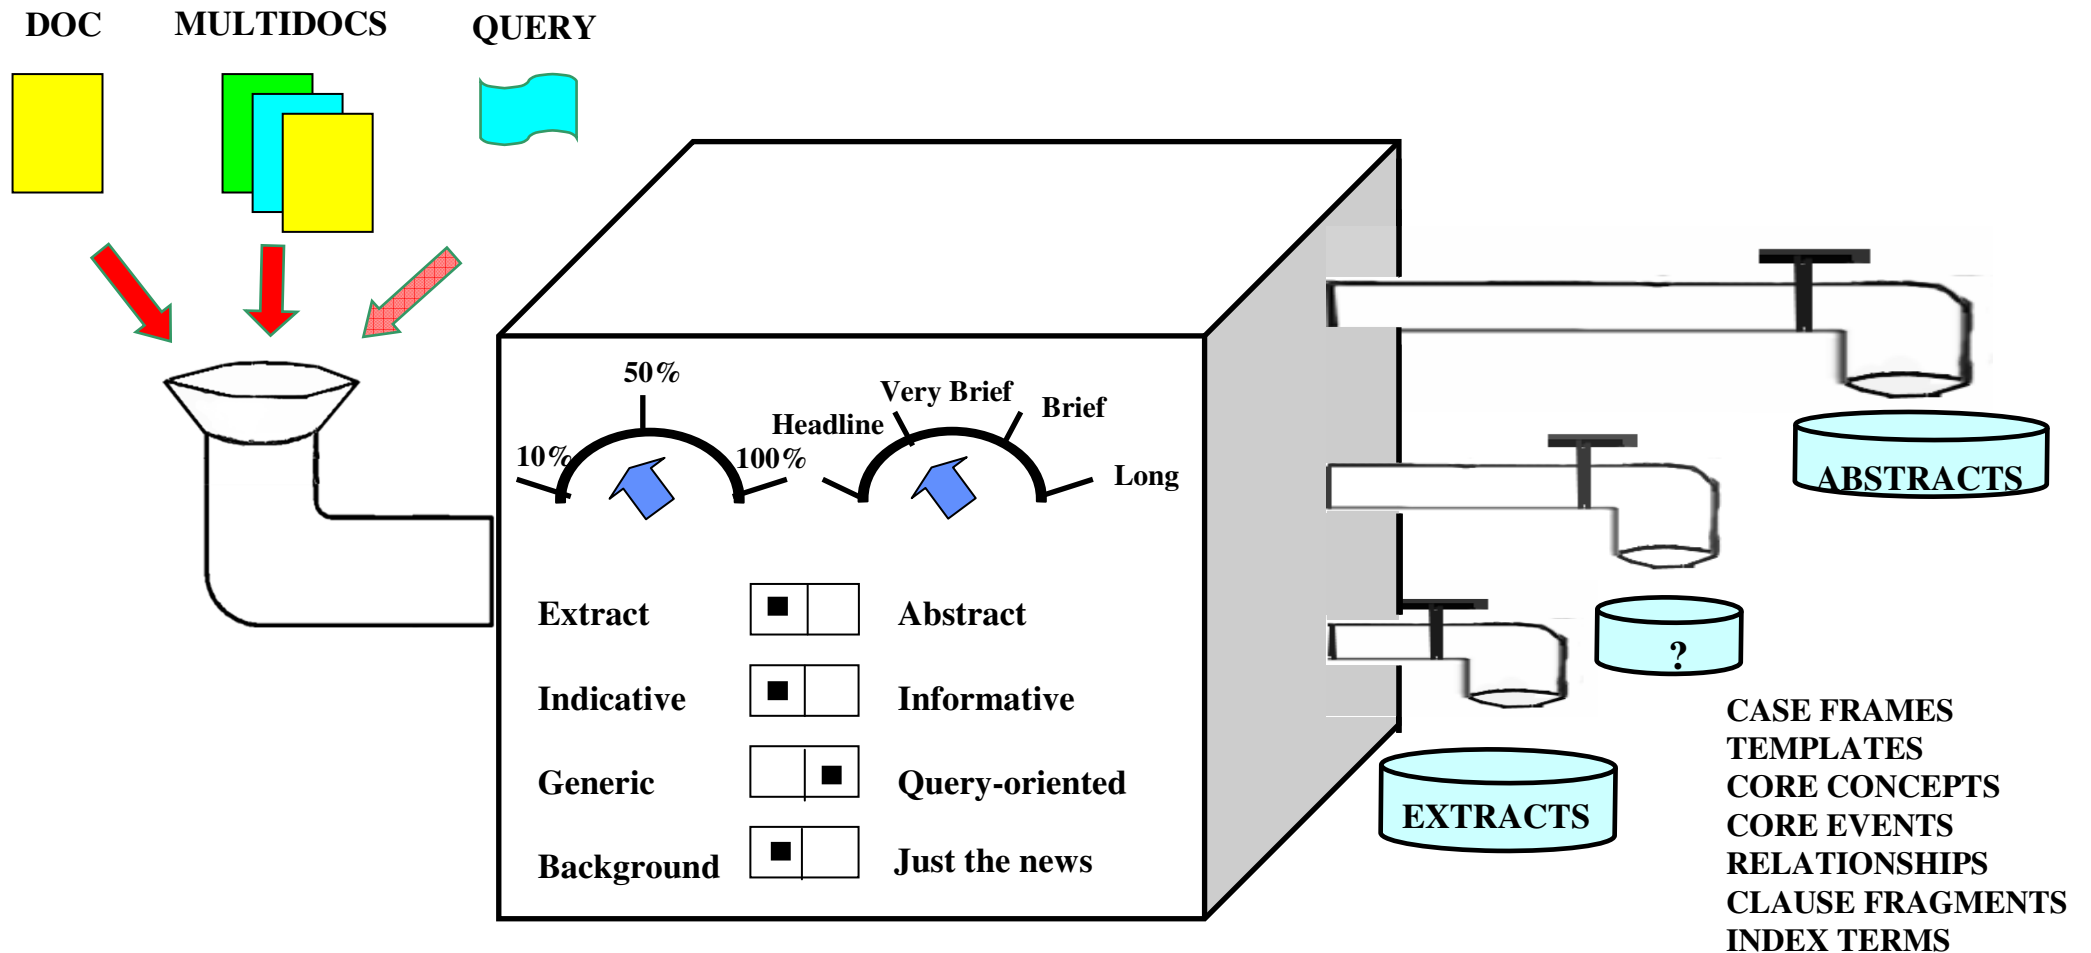 DOC
MULTIDOCS
QUERY
50%
10%
100%
Very Brief
Headline
Brief
Long
Extract
Abstract
Indicative
Informative
Generic
Query-oriented
Background
Just the news
ABSTRACTS
?
EXTRACTS
CASE FRAMES
TEMPLATES
CORE CONCEPTS
CORE EVENTS
RELATIONSHIPS
CLAUSE FRAGMENTS
INDEX TERMS